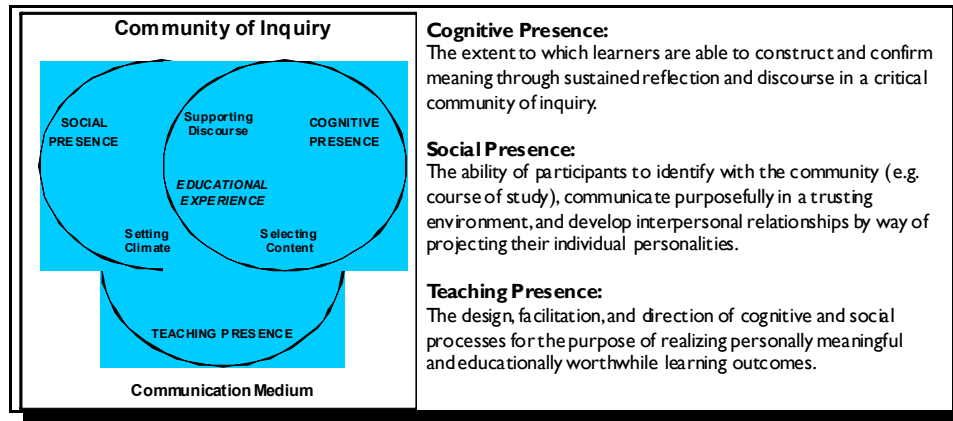 Community of Inquiry
SOCIAL
PRESENCE
Supporting
Discourse
COGNITIVE
PRESENCE
EDUCATIONAL
EXPERIENCE
Setting
Climate
Selecting
Content
TEACHING PRESENCE
Communication Medium
Cognitive Presence:
The extent to which learners are able to construct and confirm
meaning through sustained reflection and discourse in a critical
community of inquiry.
Social Presence:
The ability of participants to identify with the community (e.g.
course of study), communicate purposefully in a trusting
environment, and develop interpersonal relationships by way of
projecting their individual personalities.
Teaching Presence:
The design, facilitation, and direction of cognitive and social
processes for the purpose of realizing personally meaningful
and educationally worthwhile learning outcomes.